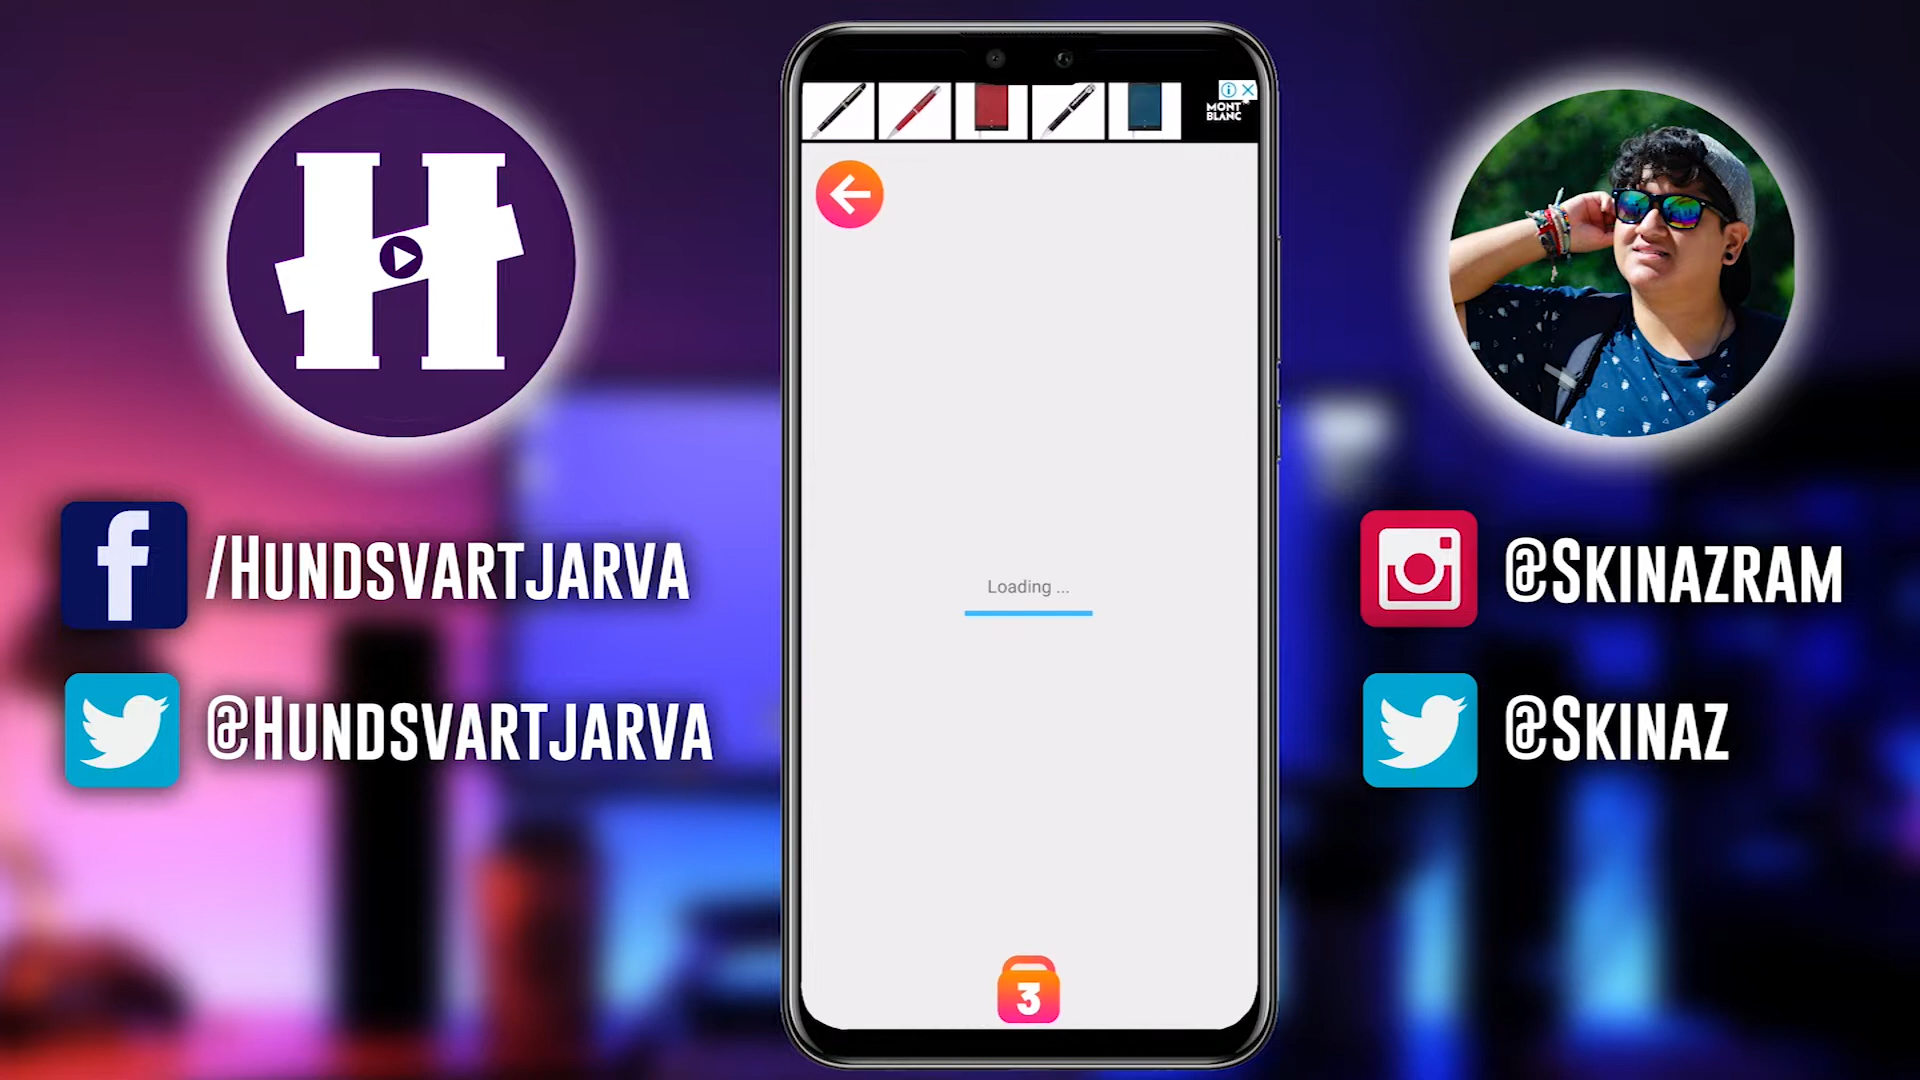 MONT
BLANC
H
Loading ...
f
/HUNDSVARTJARVA
@HUNDSVARTJARVA
@SKINAZRAM
@SKINAZ
3